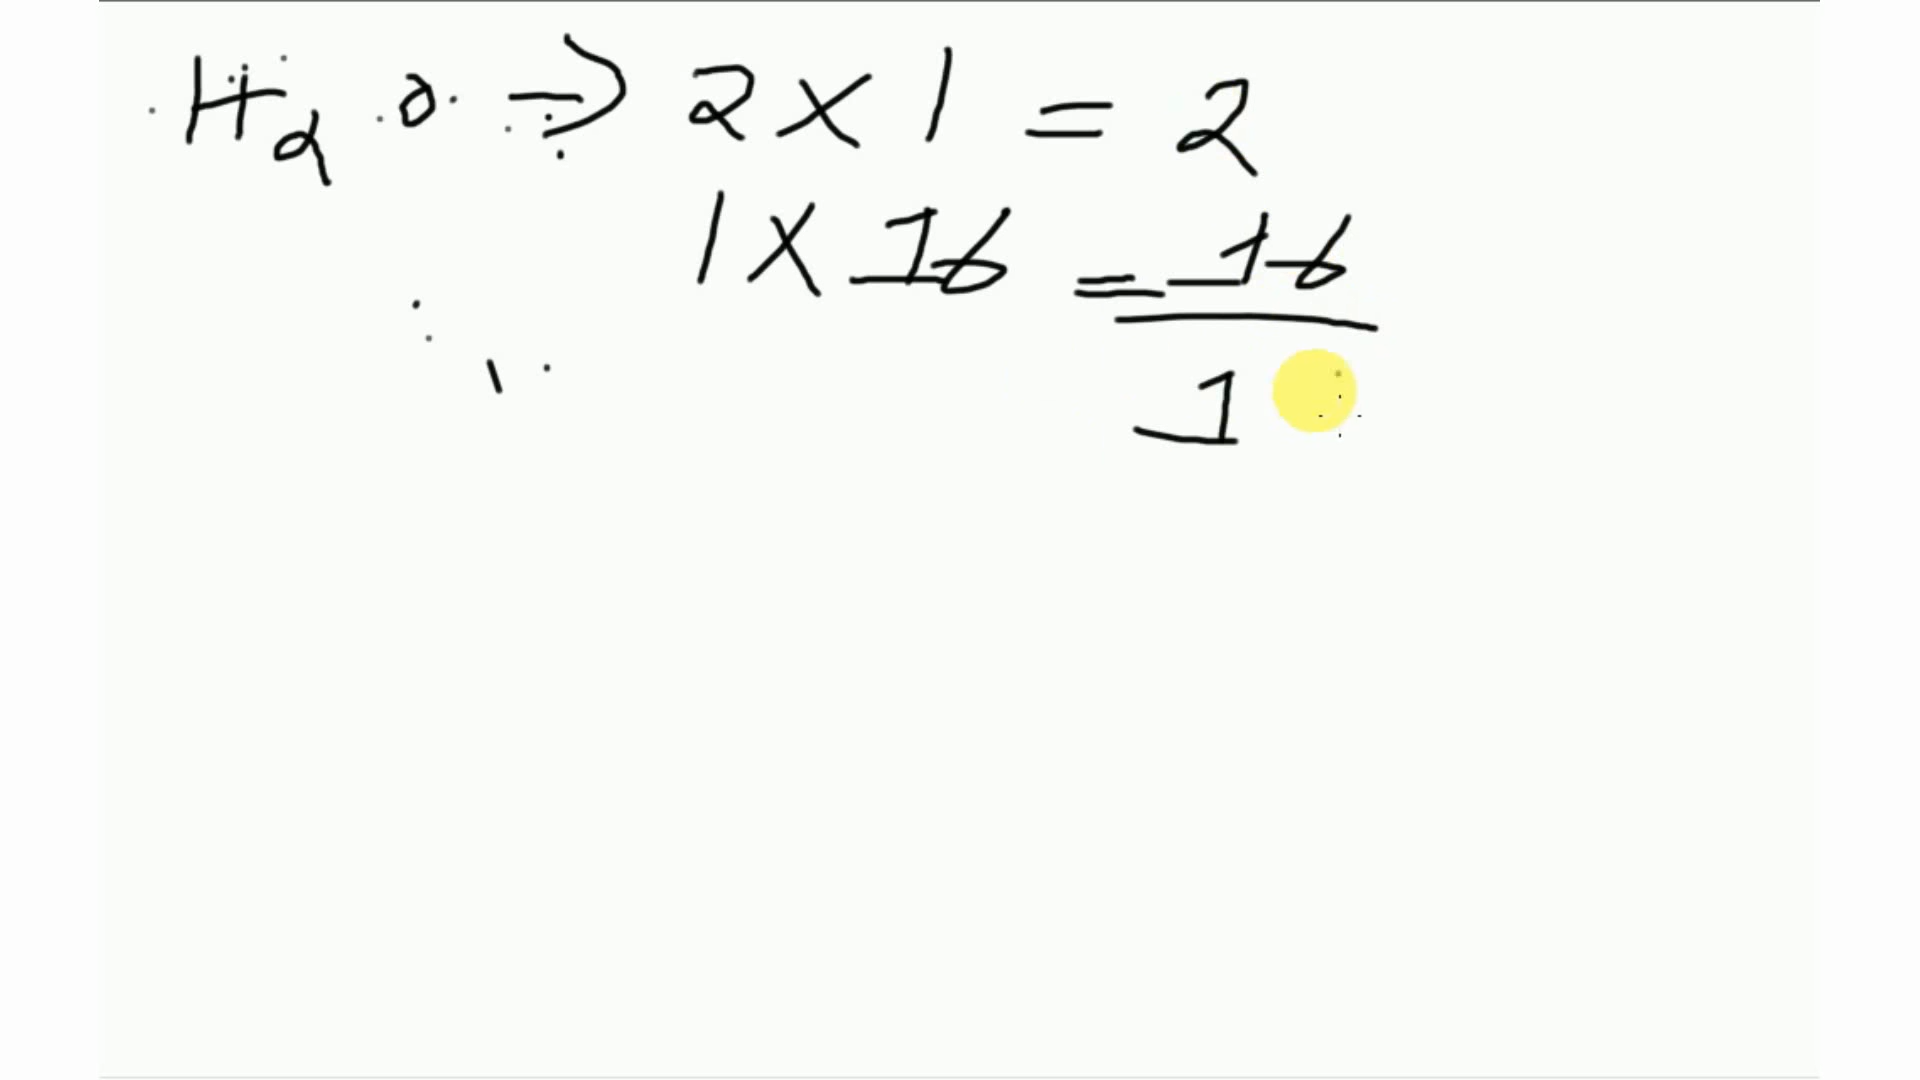 H₂O → 2 x 1 = 2
1 x 16 = 16
1